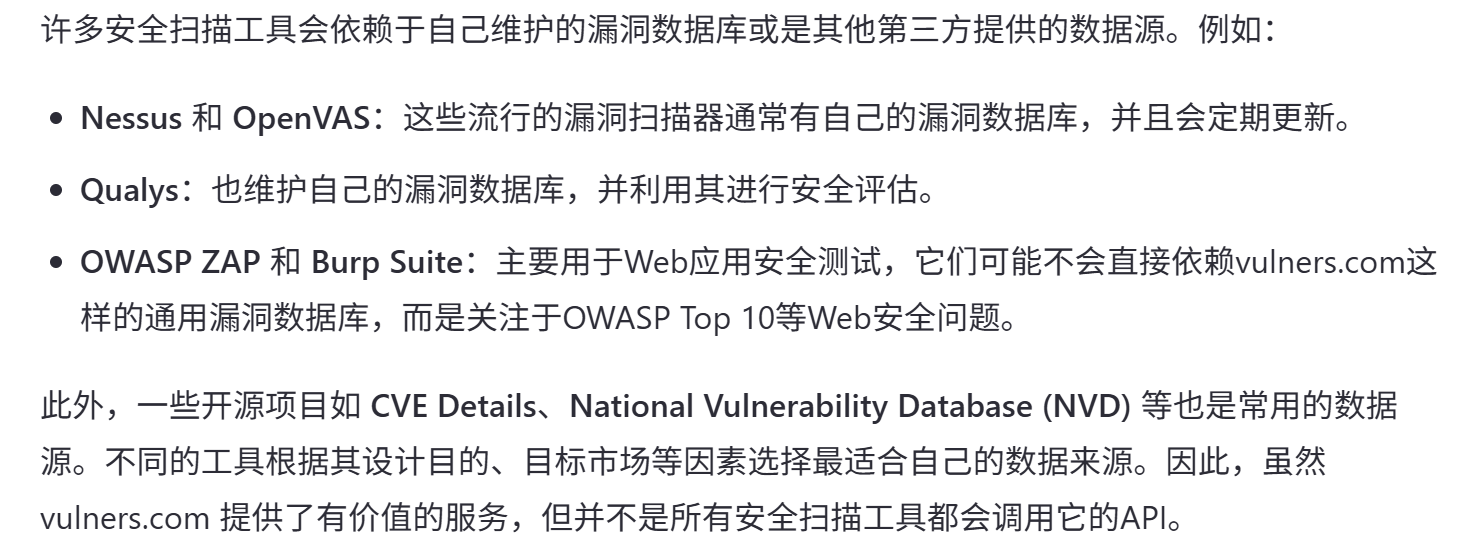 许多安全扫描工具会依赖于自己维护的漏洞数据库或是其他第三方提供的数据源。例如：
• Nessus 和 OpenVAS：这些流行的漏洞扫描器通常有自己的漏洞数据库，并且会定期更新。
• Qualys：也维护自己的漏洞数据库，并利用其进行安全评估。
• OWASP ZAP 和 Burp Suite：主要用于Web应用安全测试，它们可能不会直接依赖vulners.com这
样的通用漏洞数据库，而是关注于OWASP Top 10等Web安全问题。
此外，一些开源项目如 CVE Details、National Vulnerability Database (NVD) 等也是常用的数据
源。不同的工具根据其设计目的、目标市场等因素选择最适合自己的数据来源。因此，虽然
vulners.com 提供了有价值的服务，但并不是所有安全扫描工具都会调用它的API。